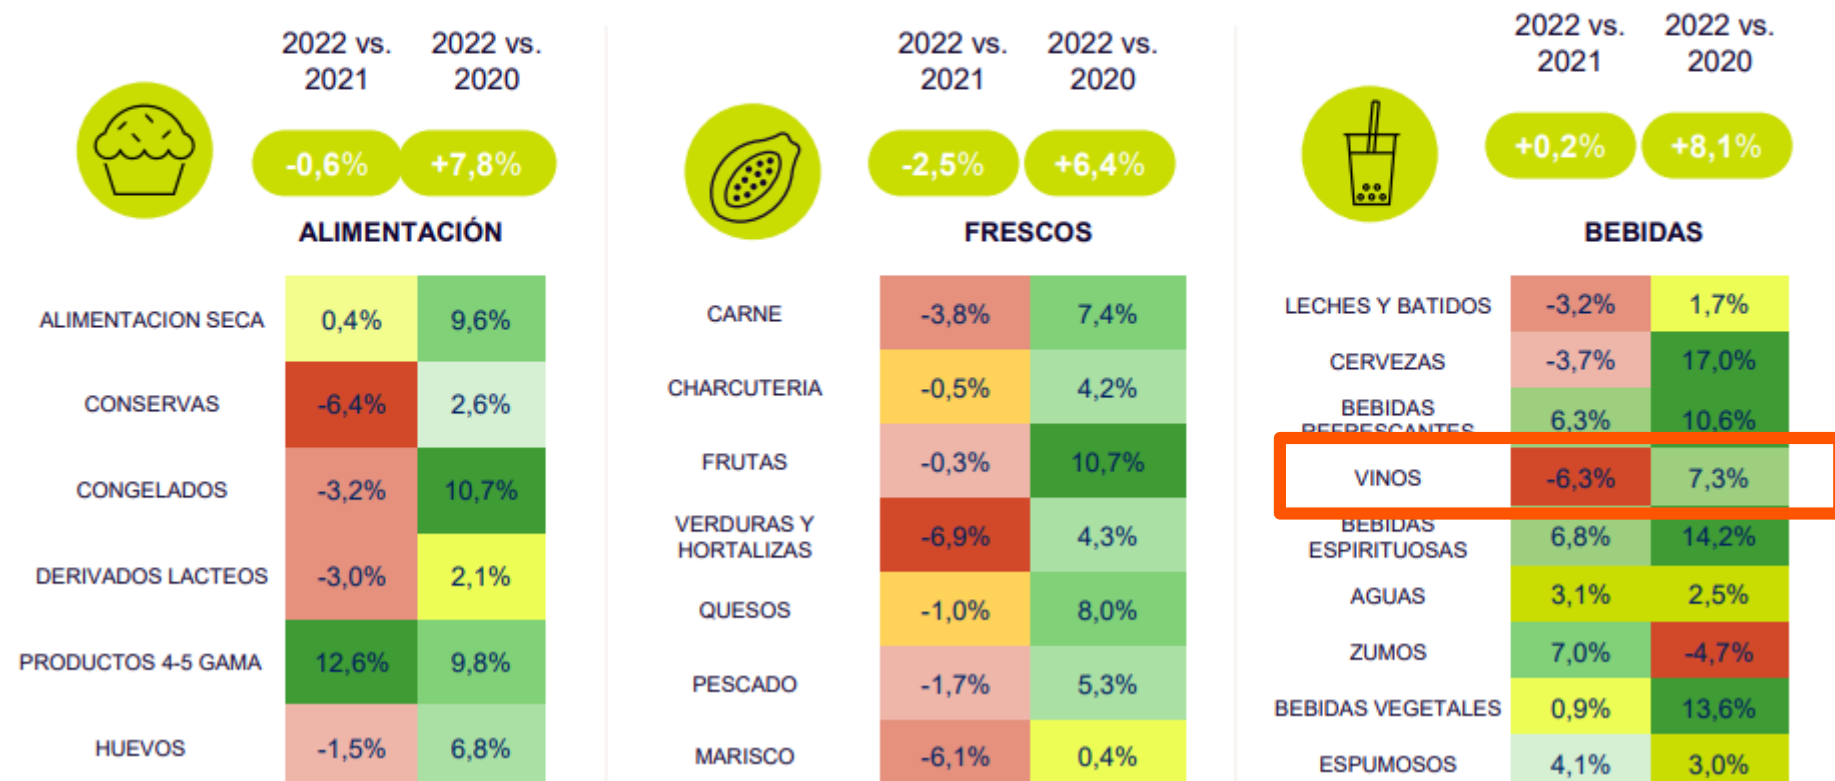 2022 vs. 2021 2022 vs. 2020
-0,6% +7,8%
ALIMENTACIÓN
ALIMENTACION SECA 0,4% 9,6%
CONSERVAS -6,4% 2,6%
CONGELADOS -3,2% 10,7%
DERIVADOS LACTEOS -3,0% 2,1%
PRODUCTOS 4-5 GAMA 12,6% 9,8%
HUEVOS -1,5% 6,8%
2022 vs. 2021 2022 vs. 2020
-2,5% +6,4%
FRESCOS
CARNE -3,8% 7,4%
CHARCUTERIA -0,5% 4,2%
FRUTAS -0,3% 10,7%
VERDURAS Y HORTALIZAS -6,9% 4,3%
QUESOS -1,0% 8,0%
PESCADO -1,7% 5,3%
MARISCO -6,1% 0,4%
2022 vs. 2021 2022 vs. 2020
+0,2% +8,1%
BEBIDAS
LECHES Y BATIDOS -3,2% 1,7%
CERVEZAS -3,7% 17,0%
BEBIDAS REFRESCANTES 6,3% 10,6%
VINOS -6,3% 7,3%
BEBIDAS ESPIRITUOSAS 6,8% 14,2%
AGUAS 3,1% 2,5%
ZUMOS 7,0% -4,7%
BEBIDAS VEGETALES 0,9% 13,6%
ESPUMOSOS 4,1% 3,0%